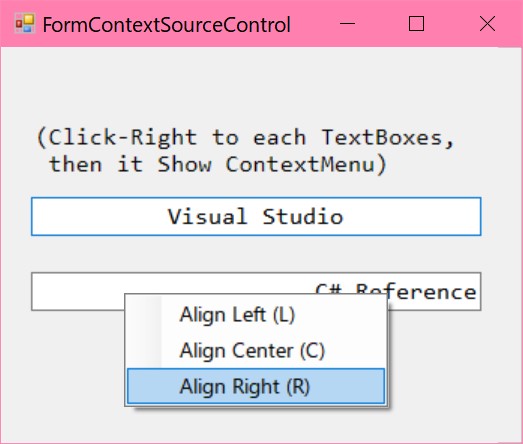 FormContextSourceControl
(Click-Right to each TextBoxes,
then it Show ContextMenu)
Visual Studio
C# Reference
Align Left (L)
Align Center (C)
Align Right (R)